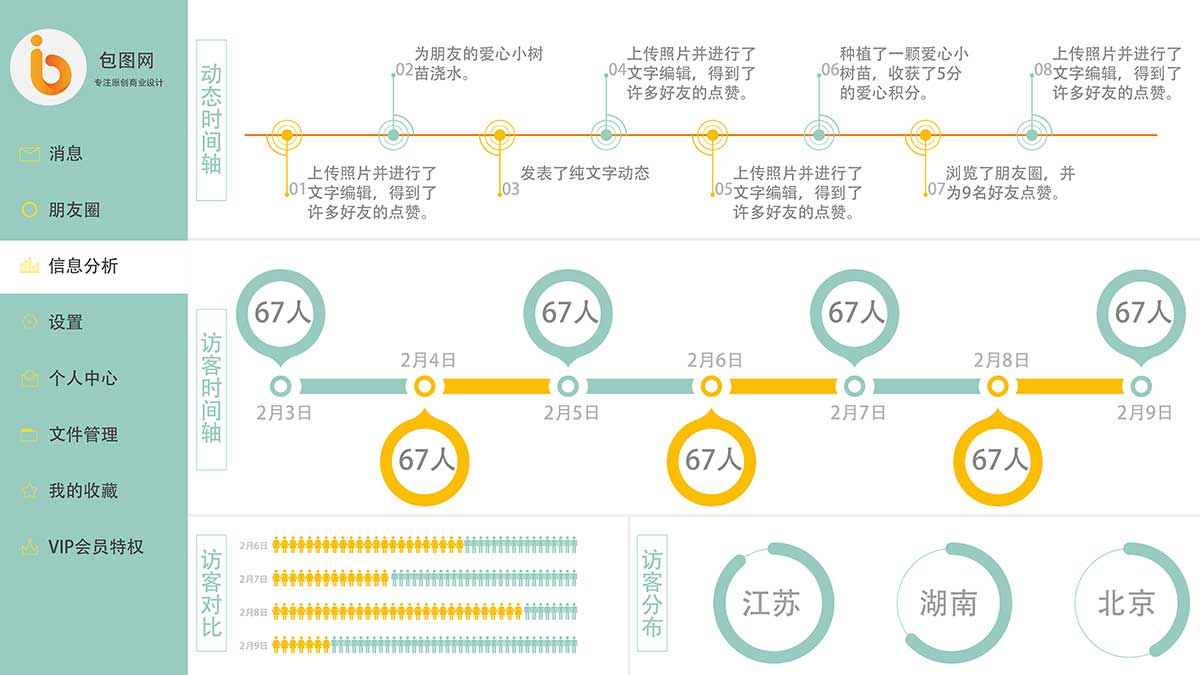 包图网
专注原创商业设计
消息
朋友圈
信息分析
设置
个人中心
文件管理
我的收藏
VIP会员特权
动态时间轴
02
为朋友的爱心小树
苗浇水。
04
上传照片并进行了
文字编辑，得到了
许多好友的点赞。
06
种植了一颗爱心小
树苗，收获了5分
的爱心积分。
08
上传照片并进行了
文字编辑，得到了
许多好友的点赞。
01
上传照片并进行了
文字编辑，得到了
许多好友的点赞。
03
发表了纯文字动态
05
上传照片并进行了
文字编辑，得到了
许多好友的点赞。
07
浏览了朋友圈，并
为9名好友点赞。
访客时间轴
67人
67人
67人
67人
2月4日
2月6日
2月8日
2月3日
2月5日
2月7日
2月9日
67人
67人
67人
访客对比
2月6日
2月7日
2月8日
2月9日
访客分布
江苏
湖南
北京